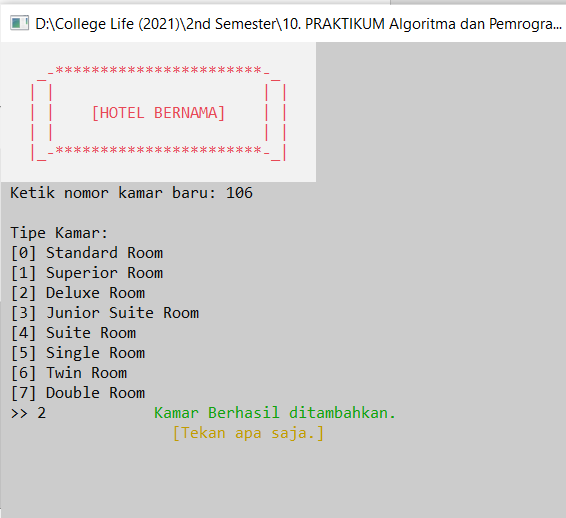 D:\College Life (2021)\2nd Semester\10. PRAKTIKUM Algoritma dan Pemrogra...
_-***********************-_
| |                       | |
| |    [HOTEL BERNAMA]    | |
| |                       | |
|_-***********************-_|
Ketik nomor kamar baru: 106
Tipe Kamar:
[0] Standard Room
[1] Superior Room
[2] Deluxe Room
[3] Junior Suite Room
[4] Suite Room
[5] Single Room
[6] Twin Room
[7] Double Room
>> 2            Kamar Berhasil ditambahkan.
[Tekan apa saja.]